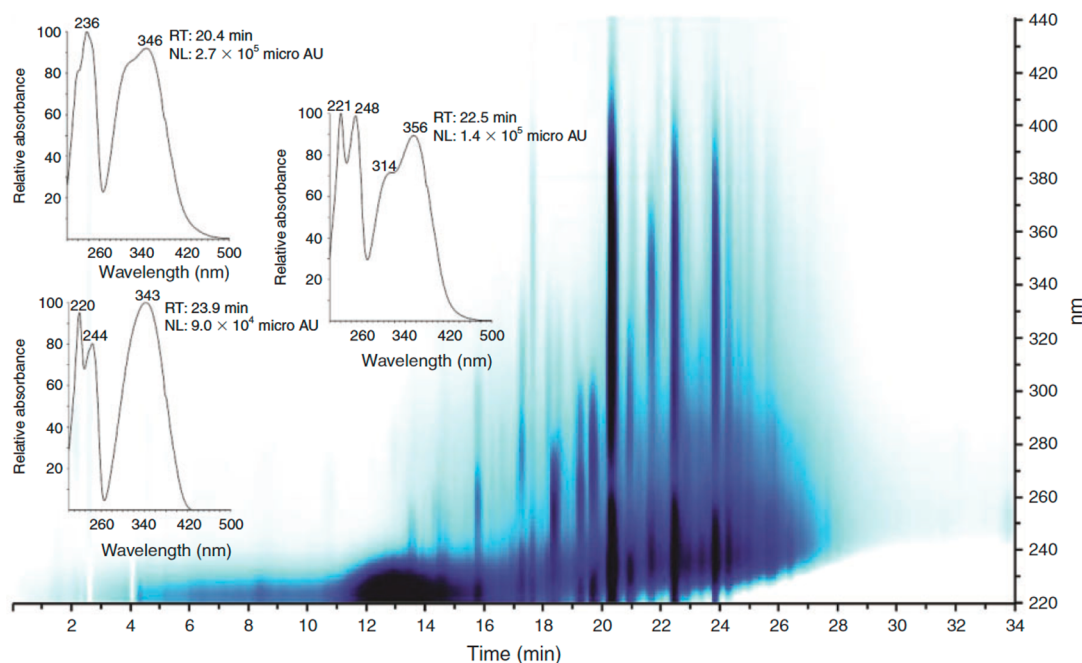 236
346
RT: 20.4 min
NL: 2.7 × 10⁵ micro AU
Relative absorbance
100
80
60
40
20
260 340 420 500
Wavelength (nm)
221 248
314
356
RT: 22.5 min
NL: 1.4 × 10⁵ micro AU
Relative absorbance
100
80
60
40
20
260 360 420 500
Wavelength (nm)
220
244
343
RT: 23.9 min
NL: 9.0 × 10⁴ micro AU
Relative absorbance
100
80
60
40
20
260 340 420 500
Wavelength (nm)
440
420
400
380
360
340
320
300
280
260
240
220
nm
2 4 6 8 10 12 14 16 18 20 22 24 26 28 30 32 34
Time (min)